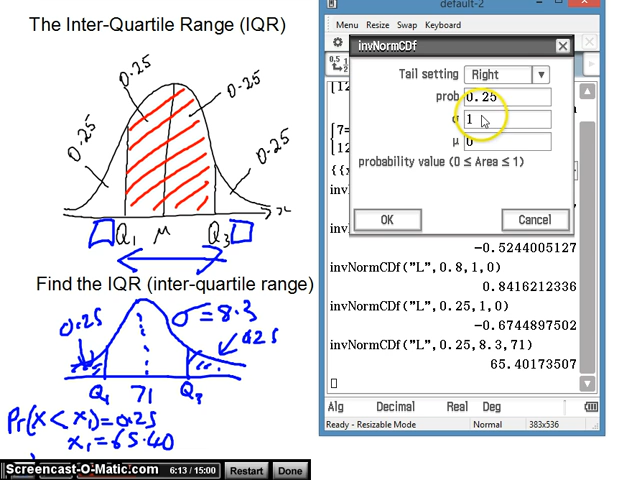 The Inter-Quartile Range (IQR)
0.25
0.25
0.25
0.25
Q1 μ Q3 x
Find the IQR (inter-quartile range)
0.25
σ = 8.3
0.25
Q1 71 Q3
Pr(X < x1) = 0.25
x1 = 65.40
Screencast-O-Matic.com 6:13 / 15:00 Restart Done
default-2
Menu Resize Swap Keyboard
invNormCDf
Tail setting Right
prob 0.25
σ 1
μ 0
probability value (0 ≤ Area ≤ 1)
OK Cancel
-0.5244005127
invNormCDf("L",0.8,1,0)
0.8416212336
invNormCDf("L",0.25,1,0)
-0.6744897502
invNormCDf("L",0.25,8.3,71)
65.40173507
Alg Decimal Real Deg
Ready - Resizable Mode Normal 383x536